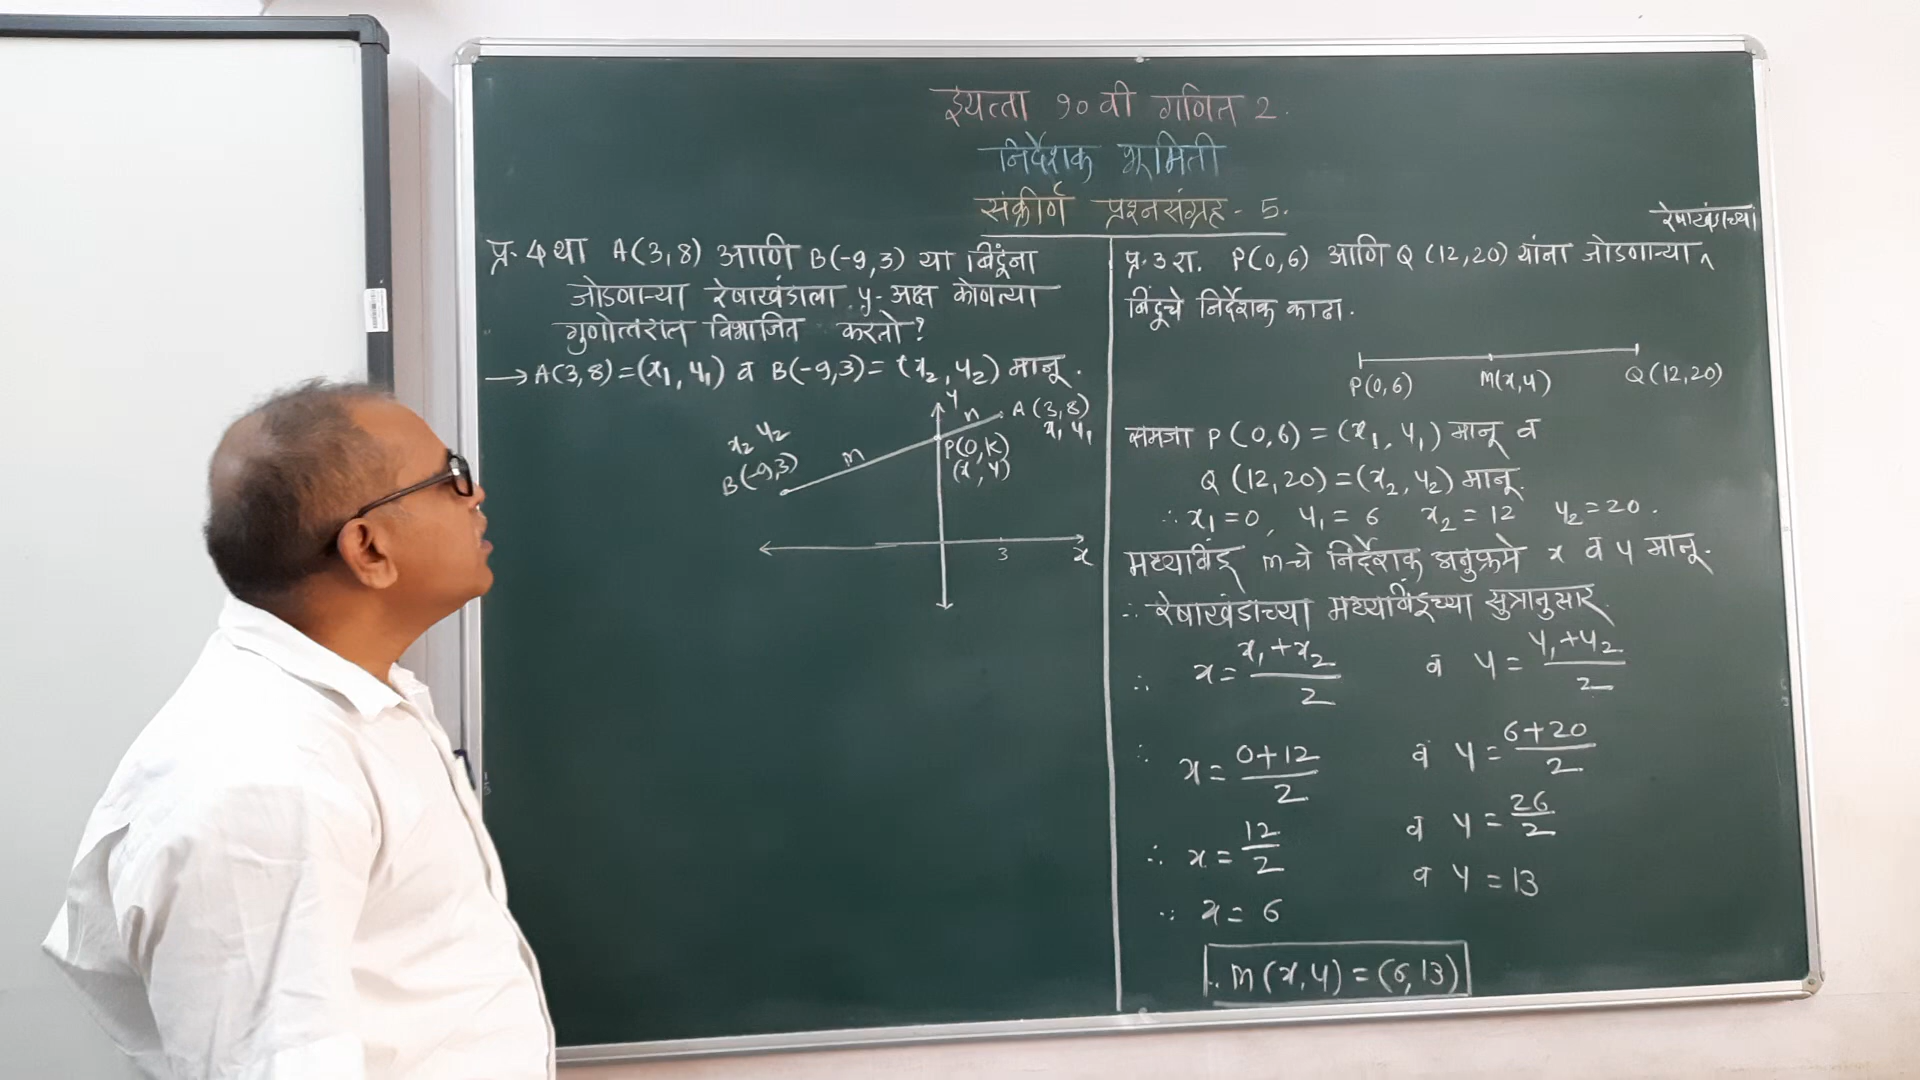 इयत्ता १० वी गणित 2.
निर्देशक भूमिती
संकीर्ण प्रश्नसंग्रह - 5.
प्र. 4 था A(3,8) आणि B(-9,3) या बिंदूंना
जोडणाऱ्या रेषाखंडाला y-अक्ष कोणत्या
गुणोत्तरात विभाजित करतो?
→ A(3,8)=(x₁, y₁) व B(-9,3)= (x₂, y₂) मानू.
y
n
A (3,8)
x₁ y₁
x₂ y₂
B(-9,3)
m
P(0,K)
(x, y)
3
x
रेषाखंडाच्या
प्र. 3 रा. P(0,6) आणि Q (12,20) यांना जोडणाऱ्या ^
बिंदूचे निर्देशक काढा.
P(0,6) M(x,y) Q(12,20)
समजा P (0,6) = (x₁, y₁) मानू व
Q (12,20) = (x₂, y₂) मानू.
∴ x₁=0, y₁= 6 x₂= 12 y₂=20.
मध्यबिंदू m चे निर्देशक अनुक्रमे x व y मानू.
∴ रेषाखंडाच्या मध्यबिंदूच्या सुत्रानुसार.
∴ x = x₁+x₂ / 2 व y = y₁+y₂ / 2
∴ x = 0+12 / 2 व y = 6+20 / 2
∴ x = 12 / 2 व y = 26 / 2
∴ x = 6 व y = 13
∴ m (x,y) = (6,13)